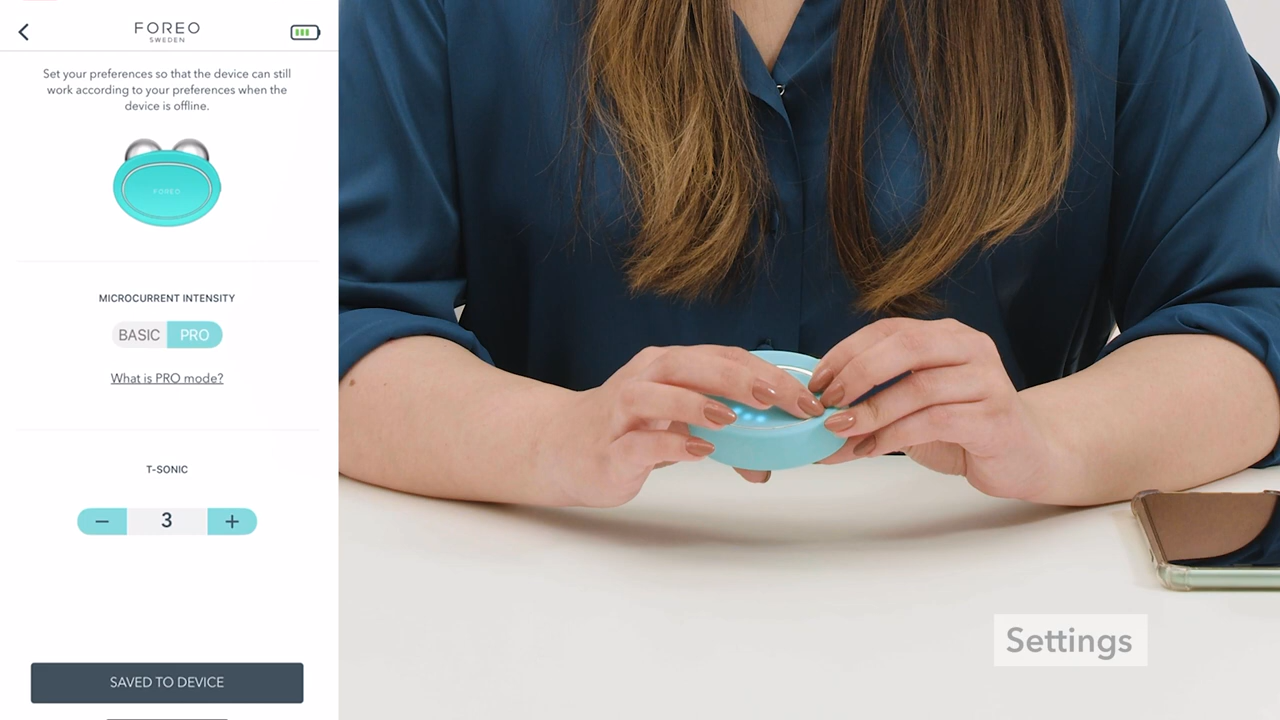 FOREO
SWEDEN
Set your preferences so that the device can still
work according to your preferences when the
device is offline.
FOREO
MICROCURRENT INTENSITY
BASIC PRO
What is PRO mode?
T-SONIC
− 3 +
SAVED TO DEVICE
Settings